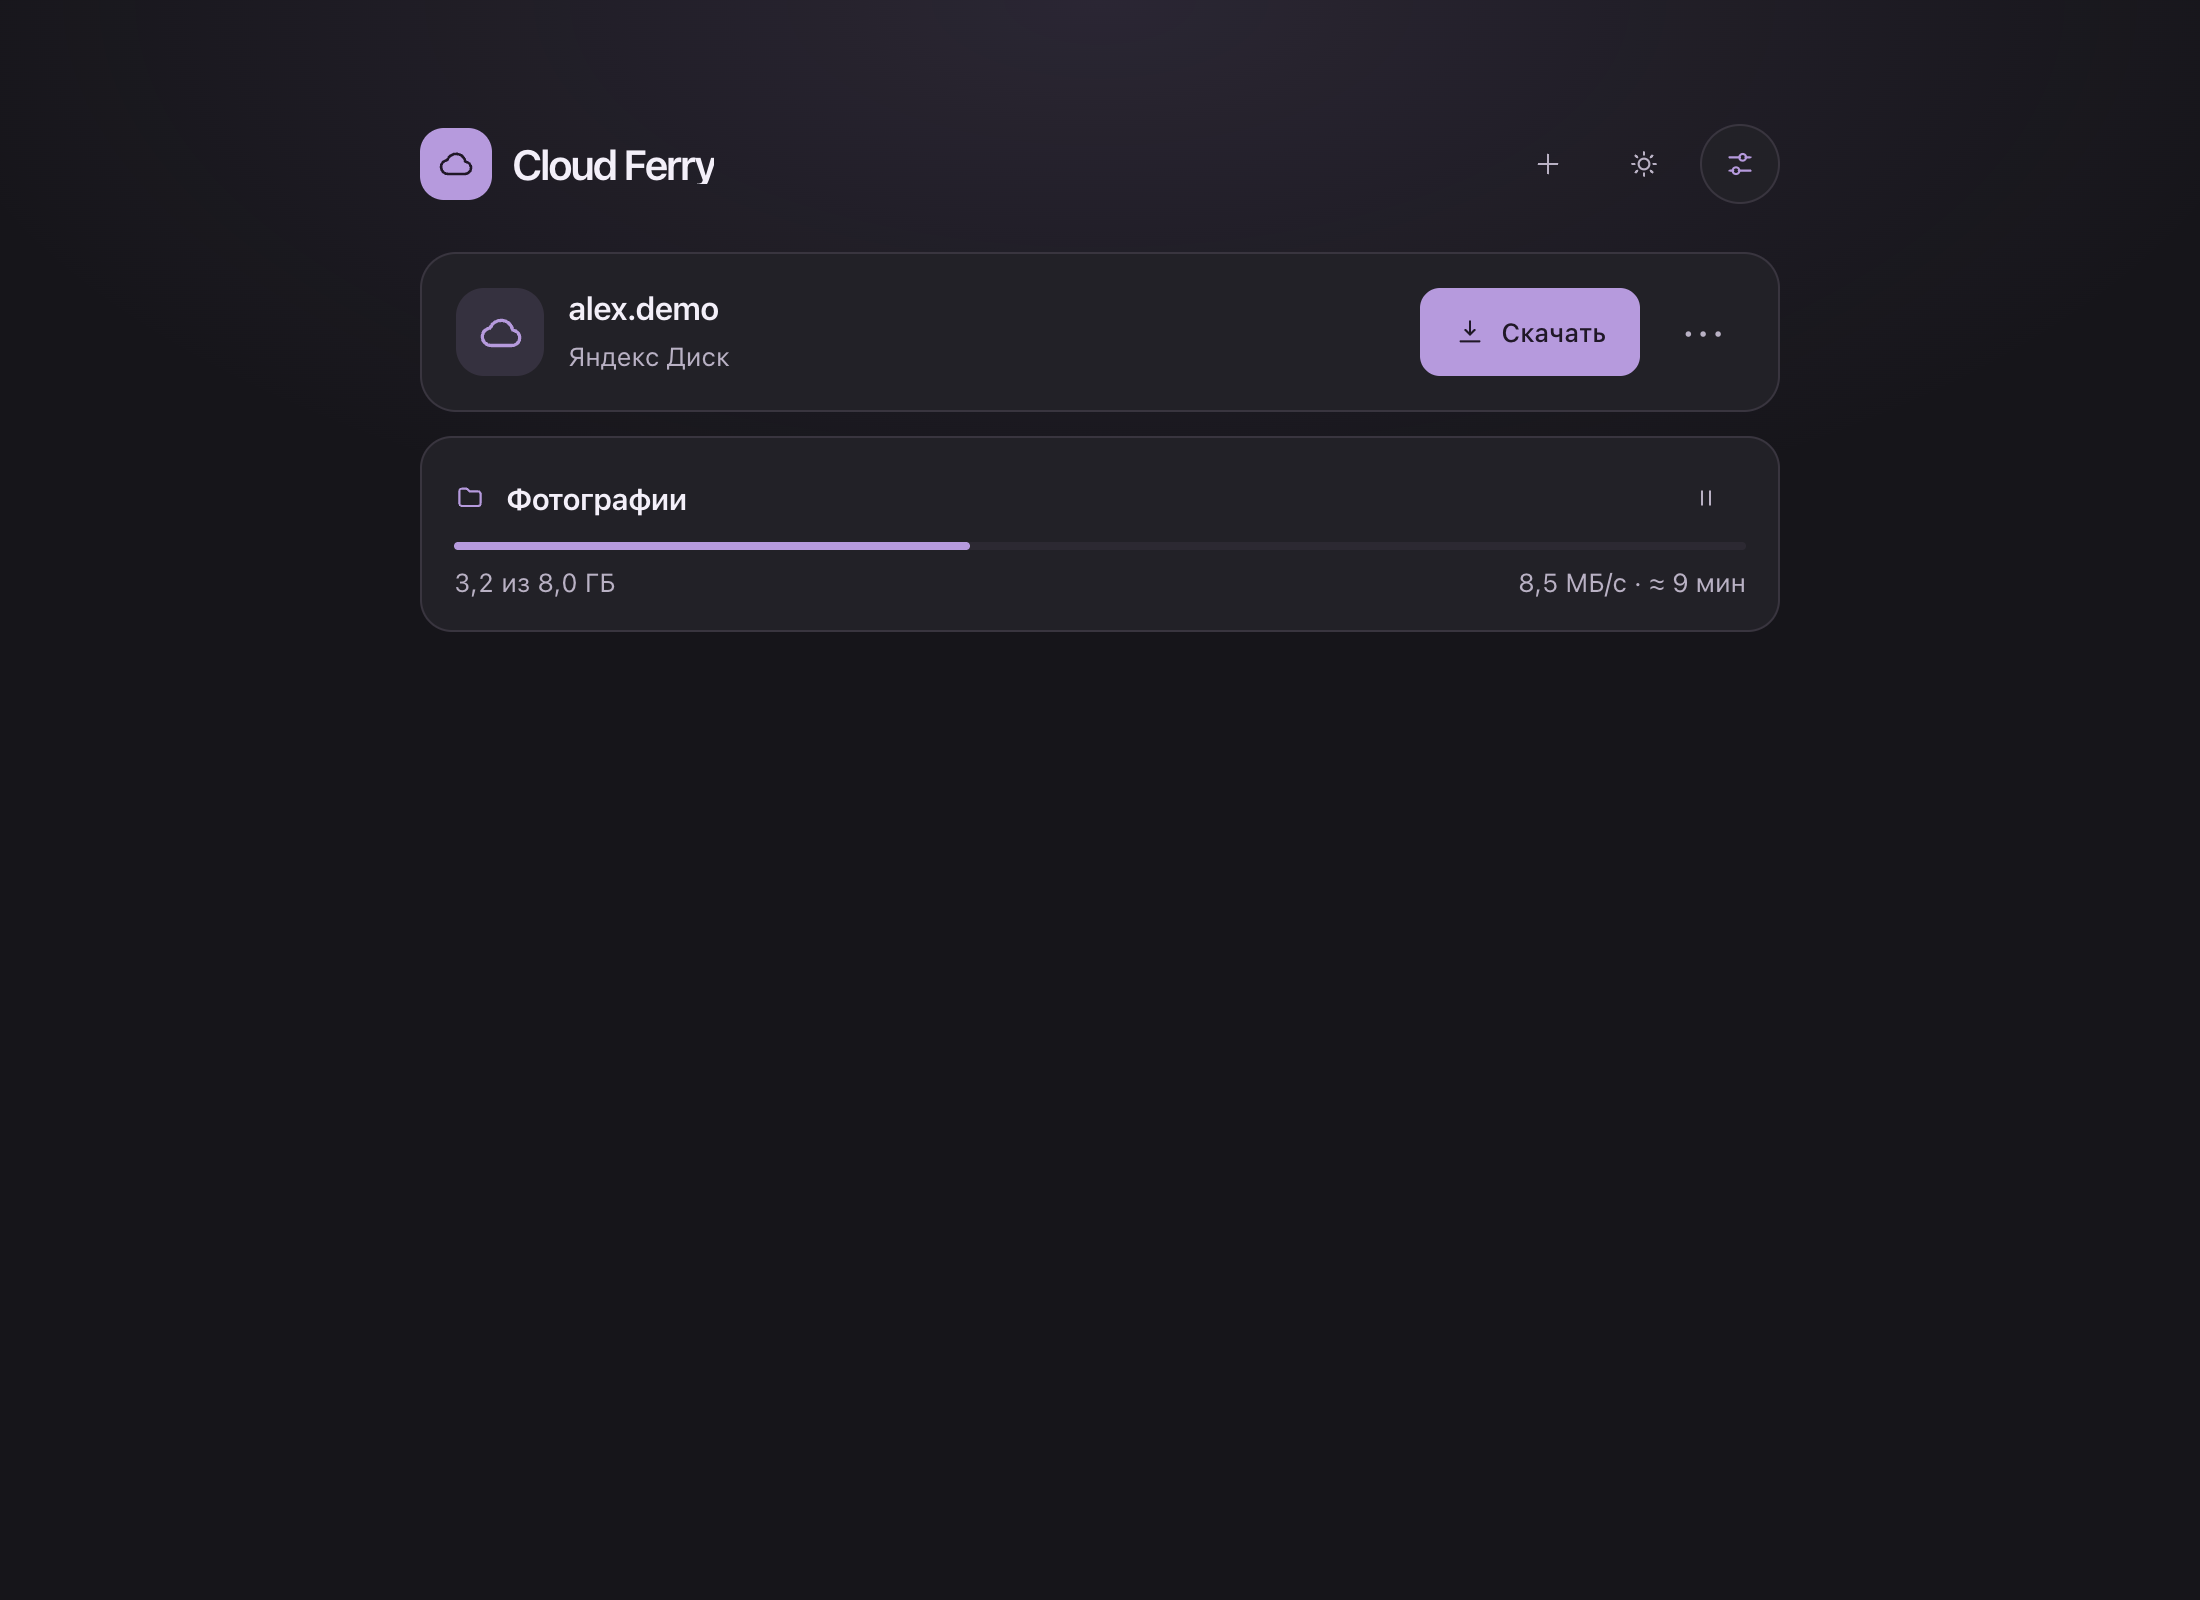 Cloud Ferry
alex.demo
Яндекс Диск
Скачать
Фотографии
3,2 из 8,0 ГБ
8,5 МБ/с · ≈ 9 мин